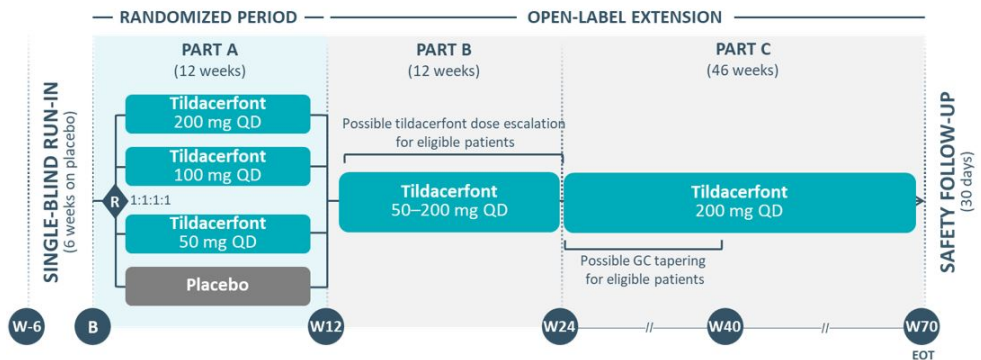 RANDOMIZED PERIOD
OPEN-LABEL EXTENSION
SINGLE-BLIND RUN-IN
(6 weeks on placebo)
PART A
(12 weeks)
PART B
(12 weeks)
PART C
(46 weeks)
Tildacerfont
200 mg QD
Tildacerfont
100 mg QD
R
1:1:1:1
Tildacerfont
50 mg QD
Placebo
Possible tildacerfont dose escalation
for eligible patients
Tildacerfont
50–200 mg QD
Tildacerfont
200 mg QD
Possible GC tapering
for eligible patients
SAFETY FOLLOW-UP
(30 days)
W-6
B
W12
W24
//
W40
//
W70
EOT